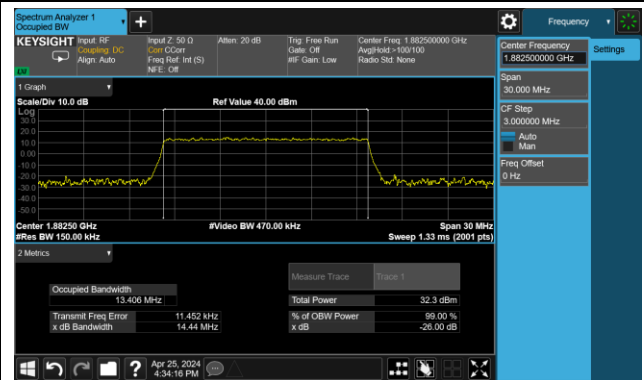 Spectrum Analyzer 1
Occupied BW
Frequency
KEYSIGHT
Input: RF
Coupling: DC
Align: Auto
Input Z: 50 Ω
Corr CCorr
Freq Ref: Int (S)
NFE: Off
Atten: 20 dB
Trig: Free Run
Gate: Off
#IF Gain: Low
Center Freq: 1.882500000 GHz
Avg|Hold:>100/100
Radio Std: None
Center Frequency
1.882500000 GHz
Settings
Span
30.000 MHz
CF Step
3.000000 MHz
Auto
Man
Freq Offset
0 Hz
1 Graph
Scale/Div 10.0 dB
Ref Value 40.00 dBm
Log
30.0
20.0
10.0
0.00
-10.0
-20.0
-30.0
-40.0
-50.0
Center 1.88250 GHz
#Video BW 470.00 kHz
Span 30 MHz
#Res BW 150.00 kHz
Sweep 1.33 ms (2001 pts)
2 Metrics
Measure Trace
Trace 1
Occupied Bandwidth
13.406 MHz
Total Power
32.3 dBm
Transmit Freq Error
11.452 kHz
% of OBW Power
99.00 %
x dB Bandwidth
14.44 MHz
x dB
-26.00 dB
?
Apr 25, 2024
4:34:16 PM